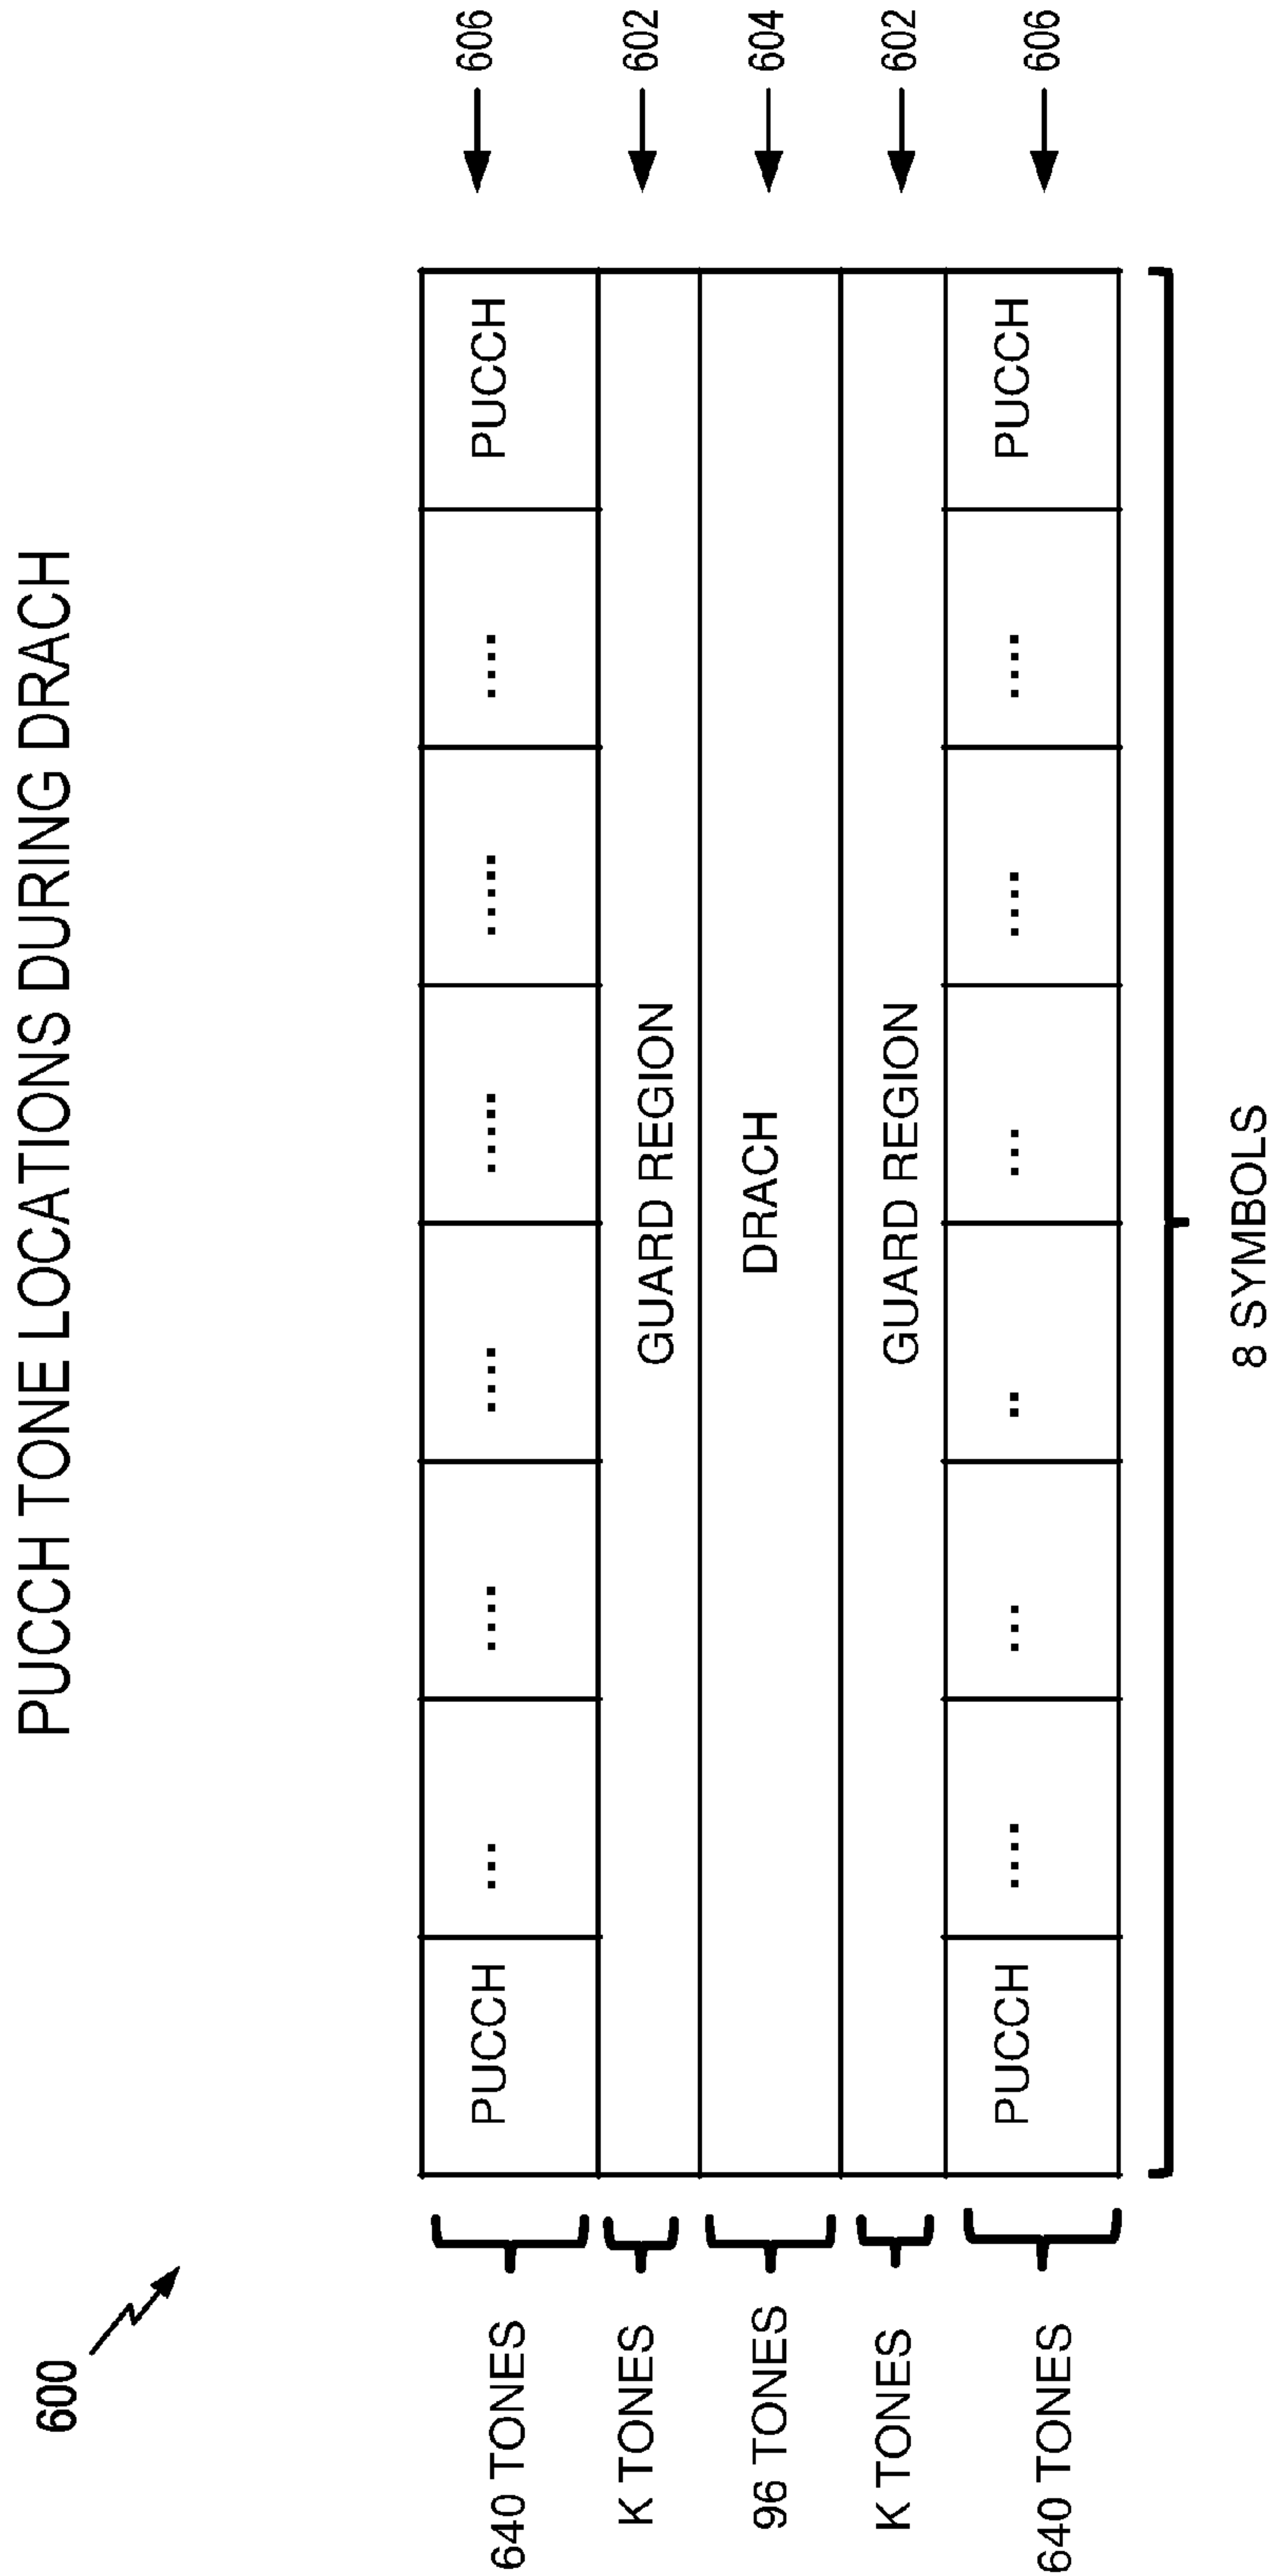 600
PUCCH TONE LOCATIONS DURING DRACH
640 TONES PUCCH ... .... .... ..... ..... .... PUCCH 606
K TONES GUARD REGION 602
96 TONES DRACH 604
K TONES GUARD REGION 602
640 TONES PUCCH .... ... .. ... .... .... PUCCH 606
8 SYMBOLS